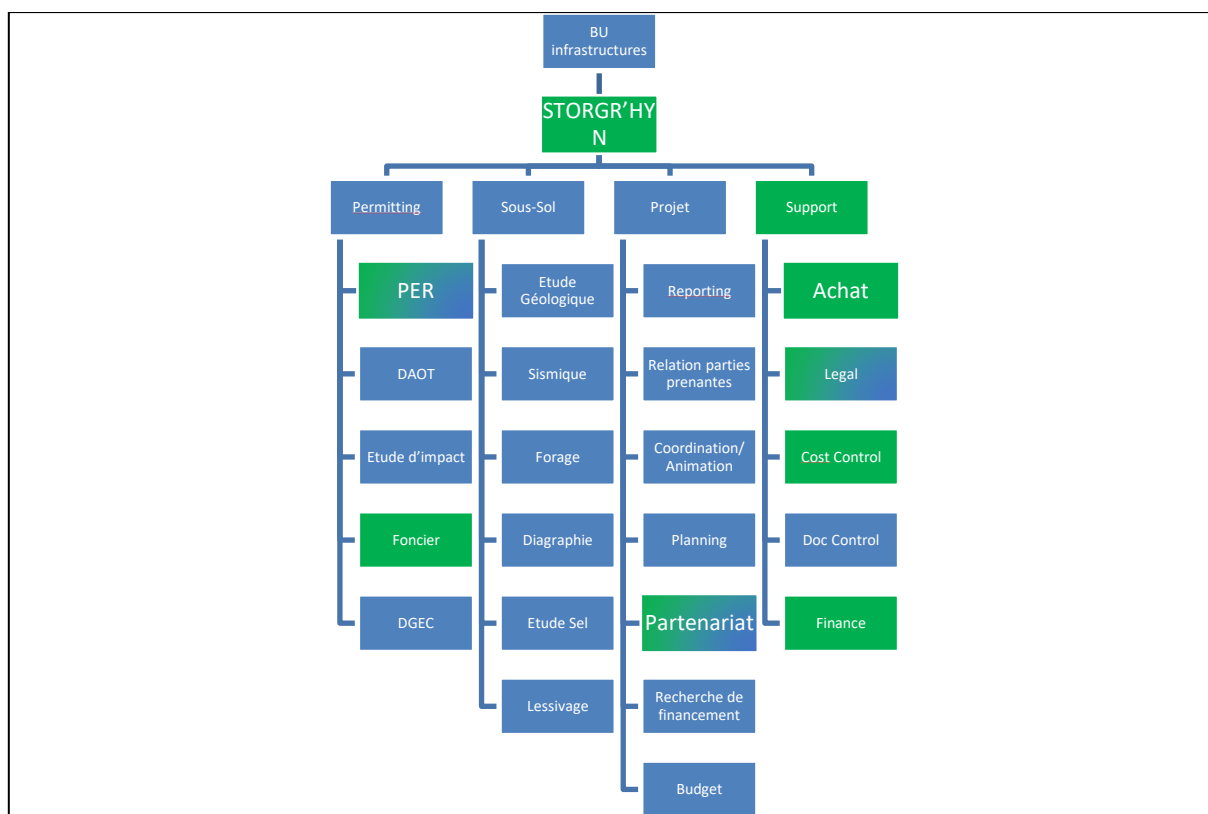 BU
infrastructures
STORGR'HY
N
Permitting
Sous-Sol
Projet
Support
PER
DAOT
Etude d'impact
Foncier
DGEC
Etude
Géologique
Sismique
Forage
Diagraphie
Etude Sel
Lessivage
Reporting
Relation parties
prenantes
Coordination/
Animation
Planning
Partenariat
Recherche de
financement
Budget
Achat
Legal
Cost Control
Doc Control
Finance